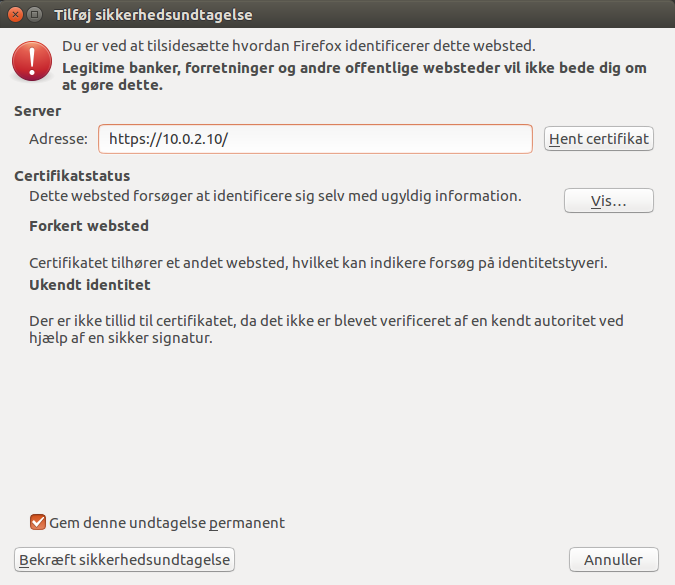 Tilføj sikkerhedsundtagelse
Du er ved at tilsidesætte hvordan Firefox identificerer dette websted.
Legitime banker, forretninger og andre offentlige websteder vil ikke bede dig om
at gøre dette.
Server
Adresse: https://10.0.2.10/ Hent certifikat
Certifikatstatus
Dette websted forsøger at identificere sig selv med ugyldig information.
Vis...
Forkert websted
Certifikatet tilhører et andet websted, hvilket kan indikere forsøg på identitetstyveri.
Ukendt identitet
Der er ikke tillid til certifikatet, da det ikke er blevet verificeret af en kendt autoritet ved
hjælp af en sikker signatur.
Gem denne undtagelse permanent
Bekræft sikkerhedsundtagelse Annuller